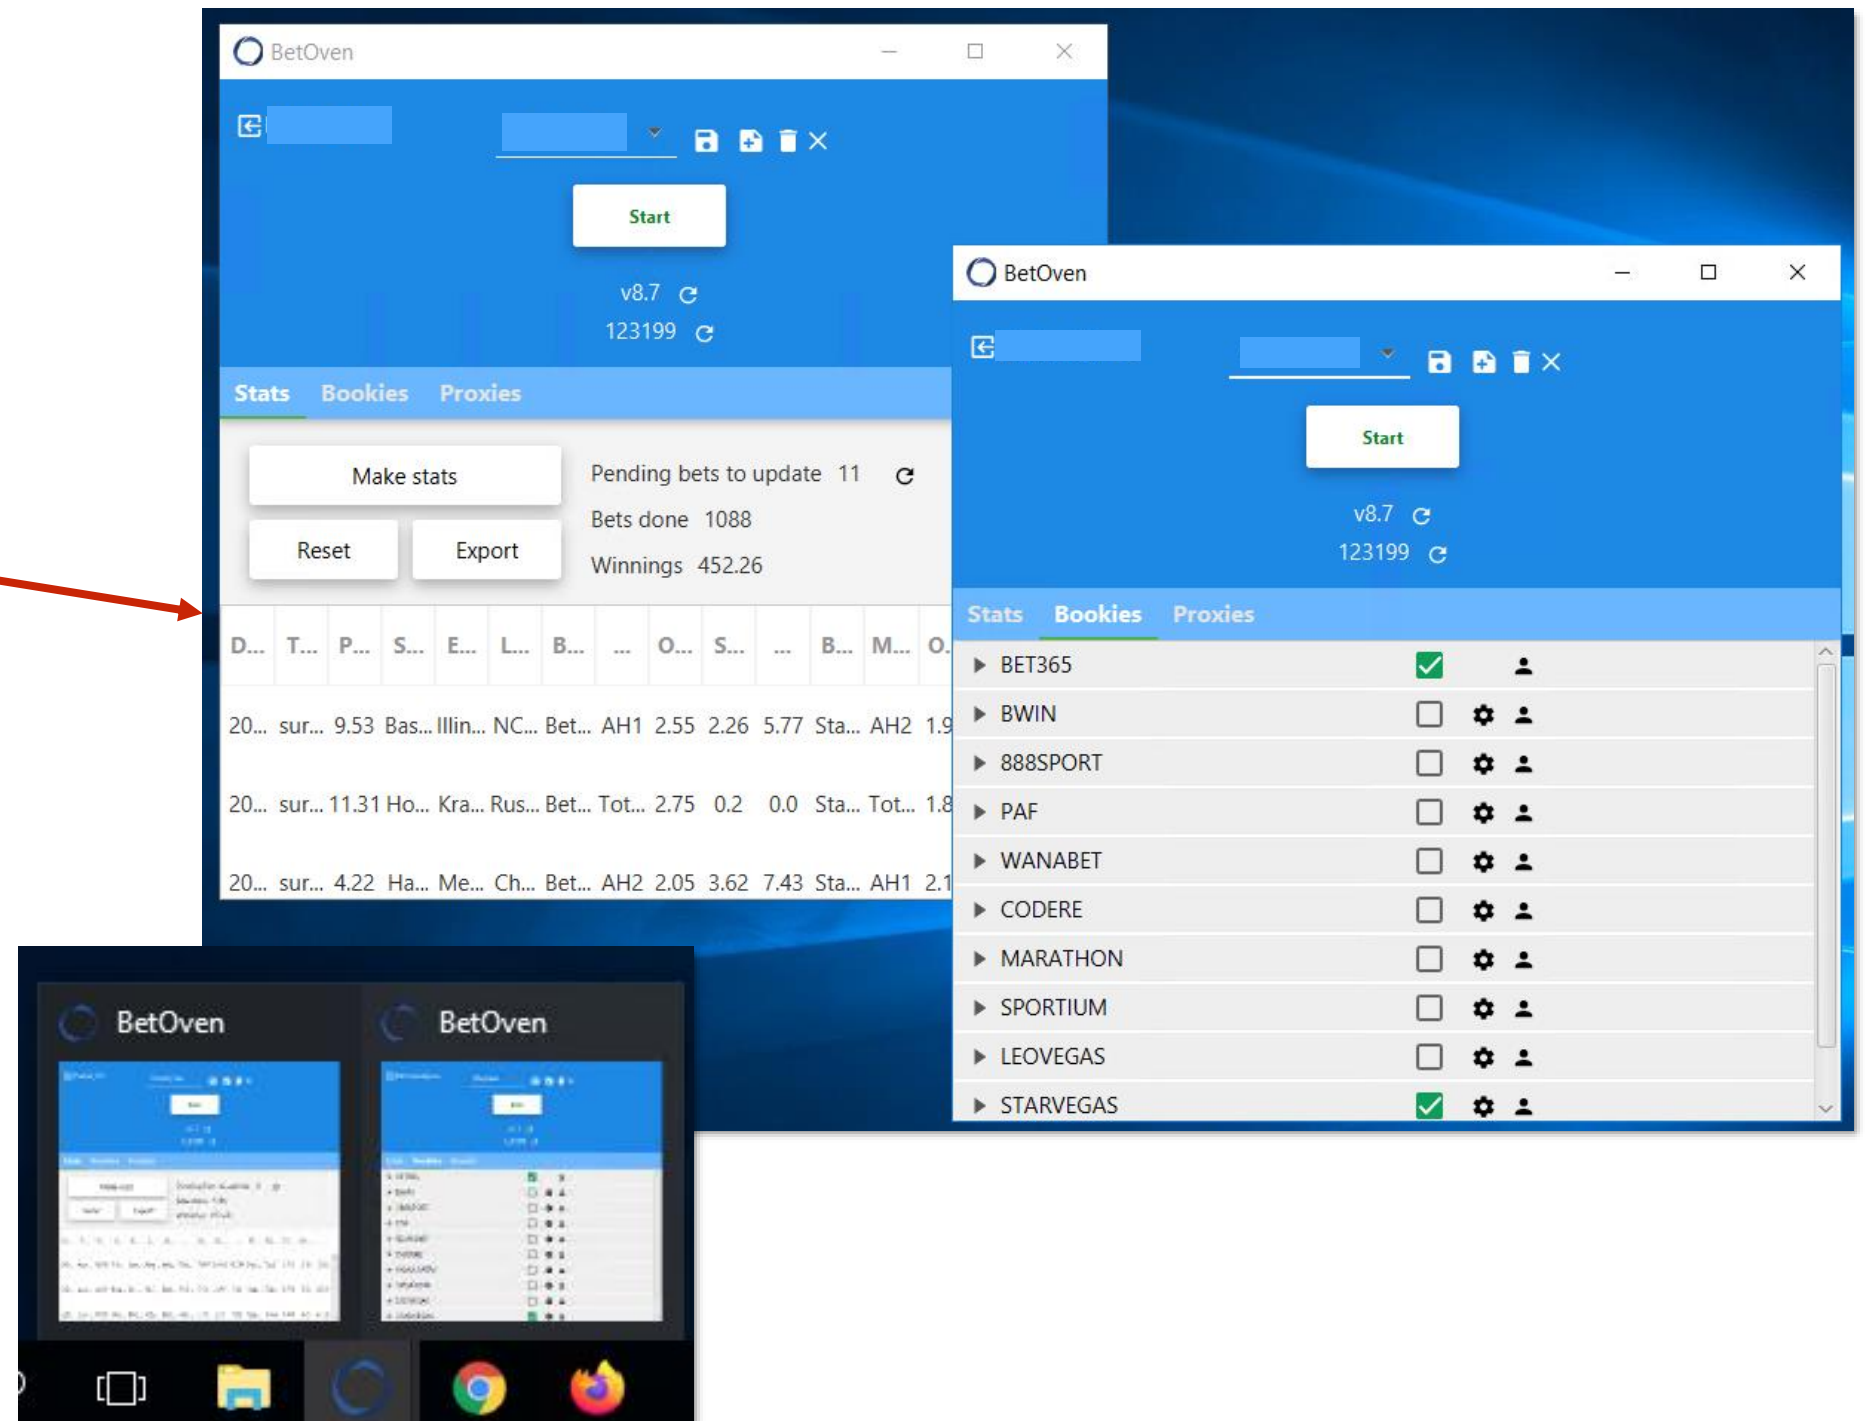 BetOven
Start
v8.7
123199
Stats Bookies Proxies
Make stats
Reset Export
Pending bets to update 11
Bets done 1088
Winnings 452.26
D... T... P... S... E... L... B... ... O... S... ... B... M... O.
20... sur... 9.53 Bas... Illin... NC... Bet... AH1 2.55 2.26 5.77 Sta... AH2 1.9
20... sur... 11.31 Ho... Kra... Rus... Bet... Tot... 2.75 0.2 0.0 Sta... Tot... 1.8
20... sur... 4.22 Ha... Me... Ch... Bet... AH2 2.05 3.62 7.43 Sta... AH1 2.1
BetOven
Start
v8.7
123199
Stats Bookies Proxies
BET365
BWIN
888SPORT
PAF
WANABET
CODERE
MARATHON
SPORTIUM
LEOVEGAS
STARVEGAS
BetOven
BetOven